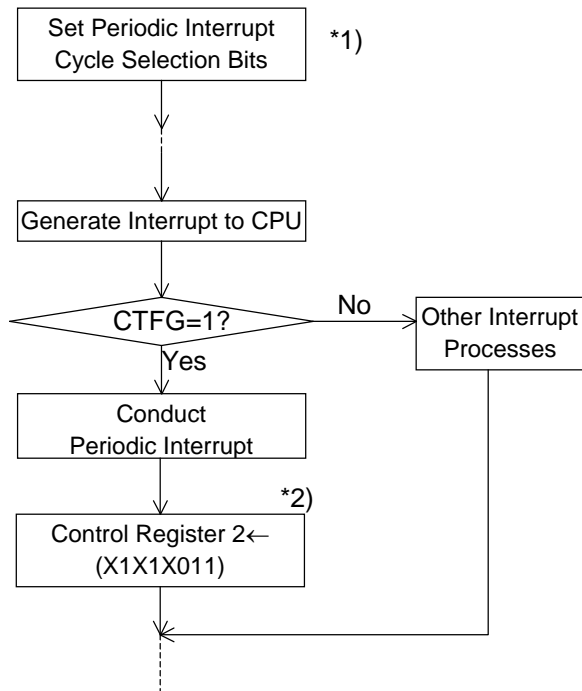 Set Periodic Interrupt
Cycle Selection Bits
*1)
Generate Interrupt to CPU
CTFG=1?
No
Other Interrupt
Processes
Yes
Conduct
Periodic Interrupt
*2)
Control Register 2←
(X1X1X011)